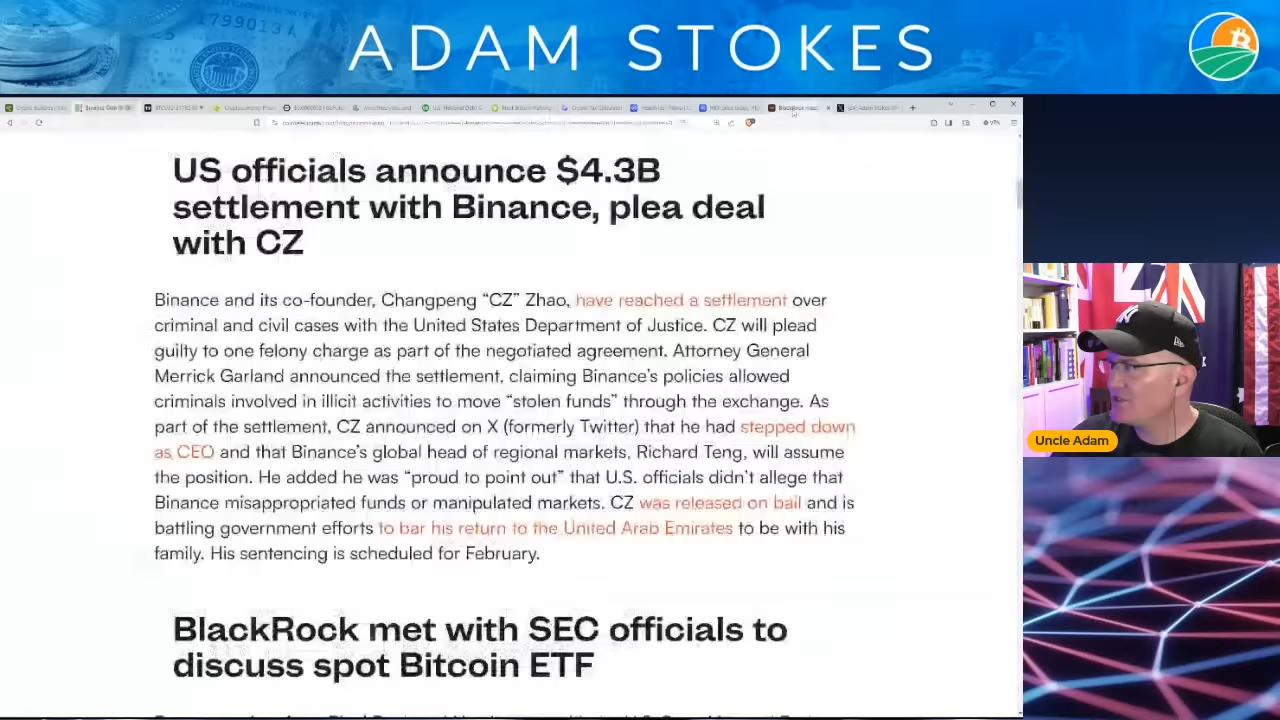 ADAM STOKES
US officials announce $4.3B
settlement with Binance, plea deal
with CZ
Binance and its co-founder, Changpeng “CZ” Zhao, have reached a settlement over
criminal and civil cases with the United States Department of Justice. CZ will plead
guilty to one felony charge as part of the negotiated agreement. Attorney General
Merrick Garland announced the settlement, claiming Binance’s policies allowed
criminals involved in illicit activities to move “stolen funds” through the exchange. As
part of the settlement, CZ announced on X (formerly Twitter) that he had stepped down
as CEO and that Binance’s global head of regional markets, Richard Teng, will assume
the position. He added he was “proud to point out” that U.S. officials didn’t allege that
Binance misappropriated funds or manipulated markets. CZ was released on bail and is
battling government efforts to bar his return to the United Arab Emirates to be with his
family. His sentencing is scheduled for February.
BlackRock met with SEC officials to
discuss spot Bitcoin ETF
Uncle Adam